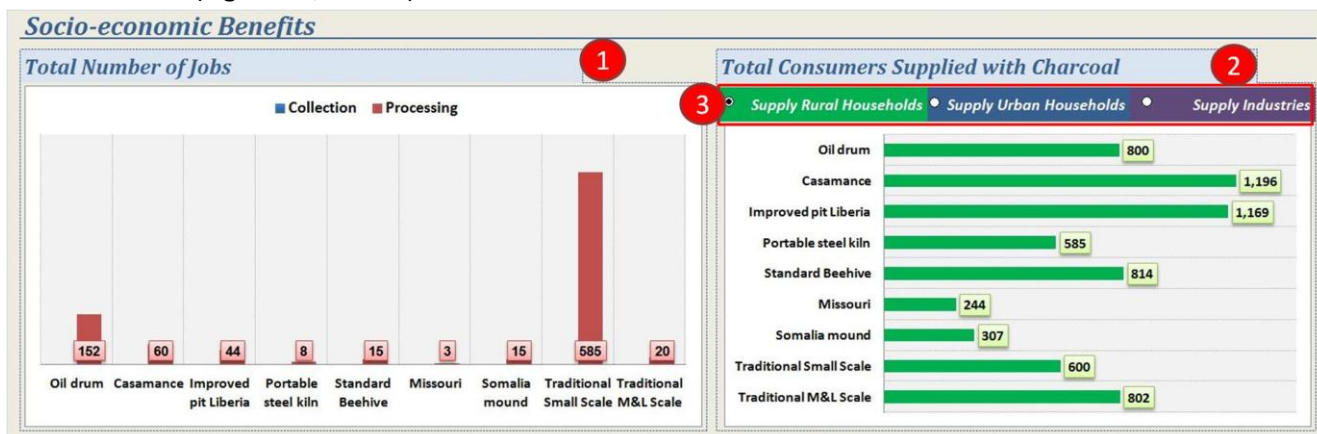 Socio-economic Benefits
Total Number of Jobs
1
Collection Processing
152 60 44 8 15 3 15 585 20
Oil drum Casamance Improved pit Liberia Portable steel kiln Standard Beehive Missouri Somalia mound Traditional Small Scale Traditional M&L Scale
Total Consumers Supplied with Charcoal
2
3
Supply Rural Households Supply Urban Households Supply Industries
Oil drum 800
Casamance 1,196
Improved pit Liberia 1,169
Portable steel kiln 585
Standard Beehive 814
Missouri 244
Somalia mound 307
Traditional Small Scale 600
Traditional M&L Scale 802